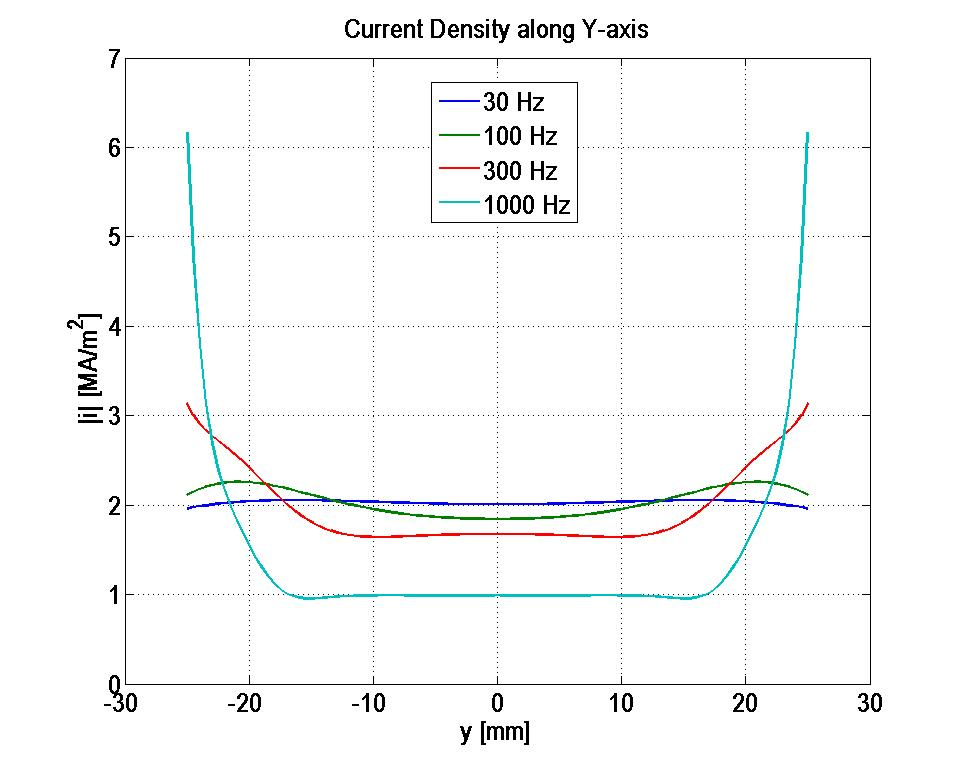 Current Density along Y-axis
7
6
5
4
3
2
1
0
|i| [MA/m²]
30 Hz
100 Hz
300 Hz
1000 Hz
-30 -20 -10 0 10 20 30
y [mm]